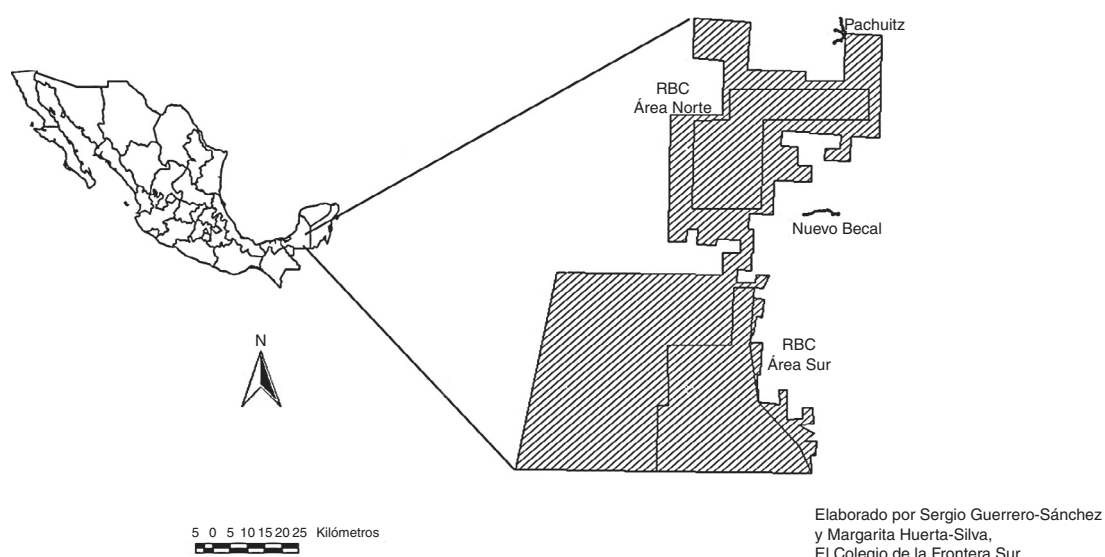 Pachuitz
RBC
Área Norte
Nuevo Becal
N
RBC
Área Sur
5 0 5 10 15 20 25 Kilómetros
Elaborado por Sergio Guerrero-Sánchez
y Margarita Huerta-Silva,
El Colegio de la Frontera Sur